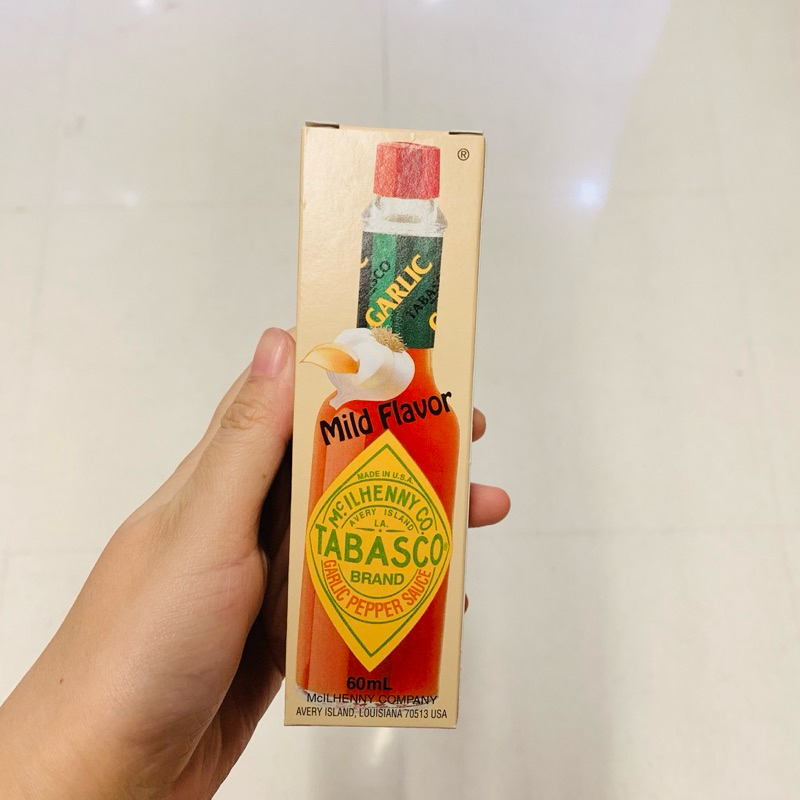 ®
TABASCO
GARLIC
Mild Flavor
MADE IN U.S.A.
McILHENNY CO.
AVERY ISLAND
LA.
TABASCO®
BRAND
GARLIC PEPPER SAUCE
60mL
McILHENNY COMPANY
AVERY ISLAND, LOUISIANA 70513 USA